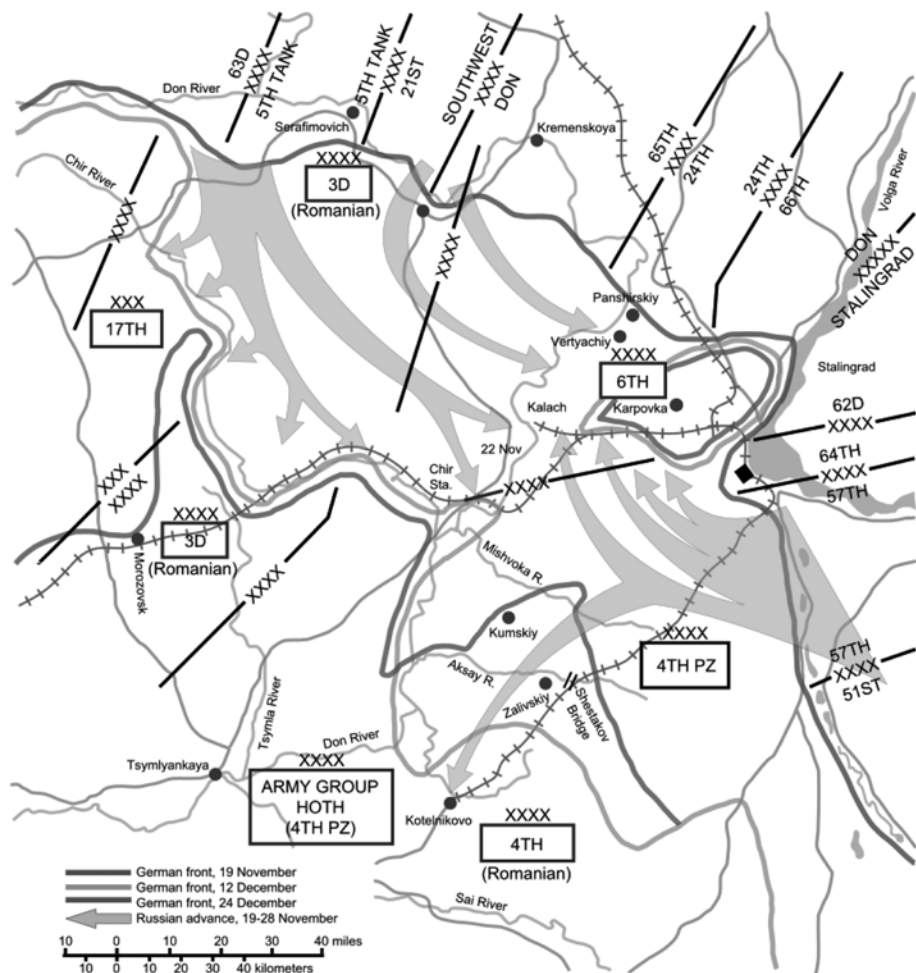 63D
XXXX
5TH TANK
5TH TANK
XXXX
21ST
SOUTHWEST
XXXX
DON
Don River
Serafimovich
Kremenskoya
65TH
XXXX
24TH
24TH
XXXX
66TH
Volga River
Chir River
XXXX
XXXX
3D
(Romanian)
XXXX
DON
XXXXX
STALINGRAD
XXX
17TH
Panshirskiy
Vertyachiy
XXXX
6TH
Stalingrad
Kalach
Karpovka
62D
XXXX
22 Nov
64TH
XXXX
57TH
Chir
Sta.
XXXX
XXX
XXXX
XXXX
3D
(Romanian)
Morozovsk
XXXX
Mishvoka R.
Kumskiy
XXXX
4TH PZ
57TH
XXXX
51ST
Aksay R.
Zalivskiy
Shestakov
Bridge
Tsymla River
Don River
Tsymlyankaya
XXXX
ARMY GROUP
HOTH
(4TH PZ)
Kotelnikovo
XXXX
4TH
(Romanian)
Sai River
German front, 19 November
German front, 12 December
German front, 24 December
Russian advance, 19-28 November
10 0 10 20 30 40 miles
10 0 10 20 30 40 kilometers